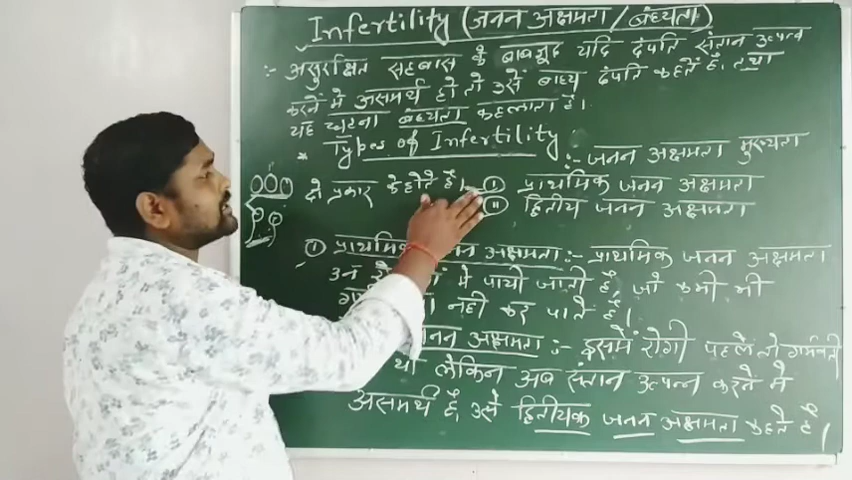 Infertility (जनन अक्षमता / बंध्यता)
:- असुरक्षित सहबास के बावजूद यदि दंपति संतान उत्पन्न
करने मे असमर्थ हो तो उसे बाध्य दंपति कहतें हैं, तथा
यह घटना बंध्यता कहलाता है।
* Types of Infertility :- जनन अक्षमता मुख्यता
दो प्रकार के होते हैं। (i) प्राथमिक जनन अक्षमता
(ii) द्वितीय जनन अक्षमता
(i) प्राथमिक जनन अक्षमता :- प्राथमिक जनन अक्षमता
उन में पायी जाती है, जो कभी भी
नही कर पाते हैं।
जनन अक्षमता :- इसमें रोगी पहले तो गर्भवती
थी लेकिन अब संतान उत्पन्न करने मे
असमर्थ है, उसे द्वितीयक जनन अक्षमता कहते हैं।